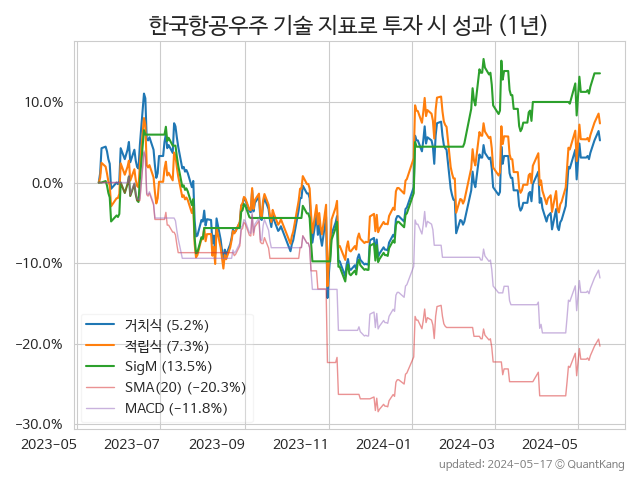 한국항공우주 기술 지표로 투자 시 성과 (1년)
10.0%
0.0%
−10.0%
−20.0%
−30.0%
거치식 (5.2%)
적립식 (7.3%)
SigM (13.5%)
SMA(20) (−20.3%)
MACD (−11.8%)
2023−05 2023−07 2023−09 2023−11 2024−01 2024−03 2024−05
updated: 2024−05−17 © QuantKang